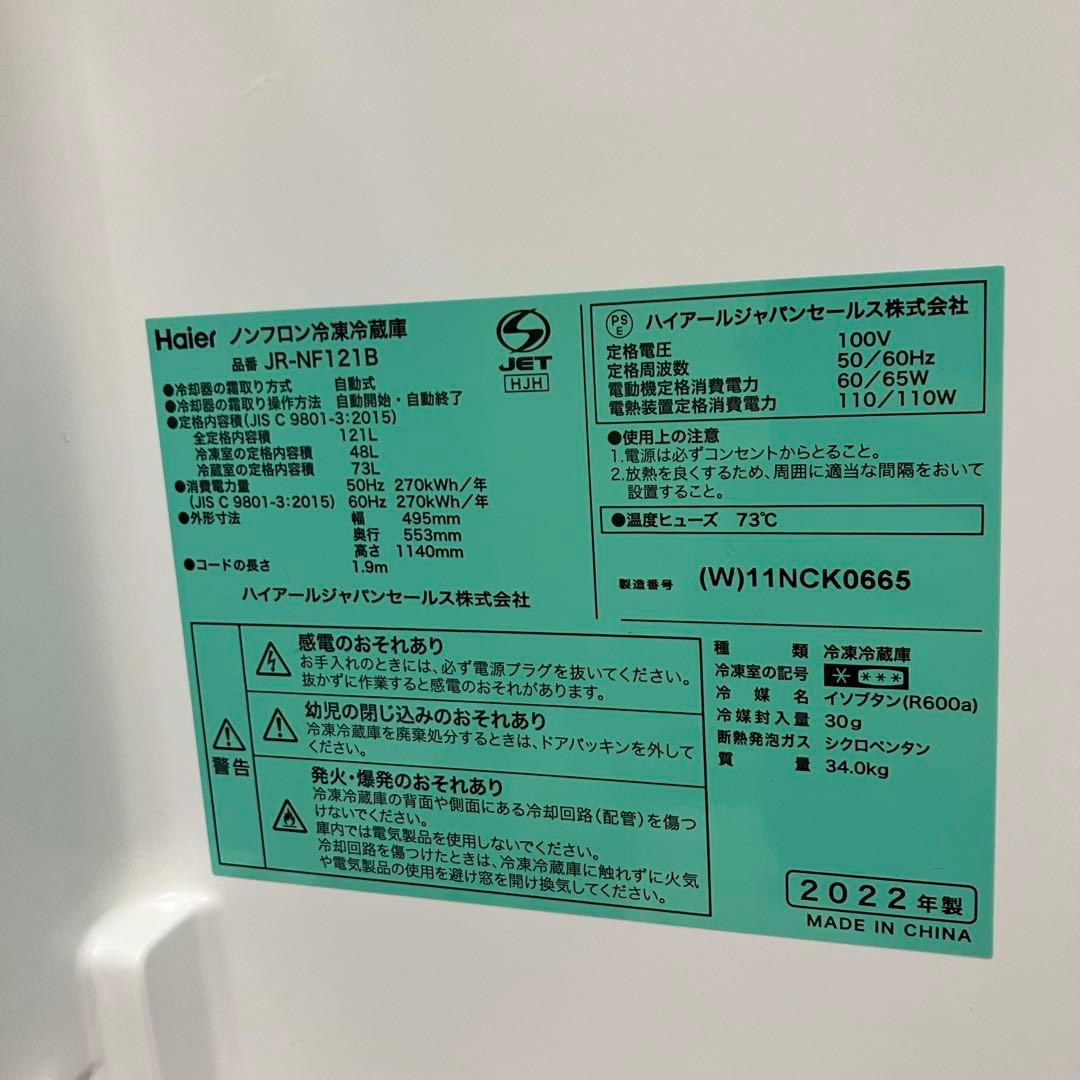 Haier ノンフロン冷凍冷蔵庫
品番 JR-NF121B
JET
HJH
●冷却器の霜取り方式 自動式
●冷却器の霜取り操作方法 自動開始・自動終了
●定格内容積(JIS C 9801-3:2015)
全定格内容積 121L
冷凍室の定格内容積 48L
冷蔵室の定格内容積 73L
●消費電力量 50Hz 270kWh/年
(JIS C 9801-3:2015) 60Hz 270kWh/年
●外形寸法 幅 495mm
奥行 553mm
高さ 1140mm
●コードの長さ 1.9m
ハイアールジャパンセールス株式会社
PSE ハイアールジャパンセールス株式会社
定格電圧 100V
定格周波数 50/60Hz
電動機定格消費電力 60/65W
電熱装置定格消費電力 110/110W
●使用上の注意
1.電源は必ずコンセントからとること。
2.放熱を良くするため、周囲に適当な間隔をおいて
設置すること。
●温度ヒューズ 73℃
製造番号 (W)11NCK0665
警告
感電のおそれあり
お手入れのときには、必ず電源プラグを抜いてください。
抜かずに作業すると感電のおそれがあります。
幼児の閉じ込みのおそれあり
冷凍冷蔵庫を廃棄処分するときは、ドアパッキンを外して
ください。
発火・爆発のおそれあり
冷凍冷蔵庫の背面や側面にある冷却回路(配管)を傷つ
けないでください。
庫内では電気製品を使用しないでください。
冷却回路を傷つけたときは、冷凍冷蔵庫に触れずに火気
や電気製品の使用を避け窓を開け換気してください。
種類 冷凍冷蔵庫
冷凍室の記号 * ***
冷媒名 イソブタン(R600a)
冷媒封入量 30g
断熱発泡ガス シクロペンタン
質量 34.0kg
2022年製
MADE IN CHINA